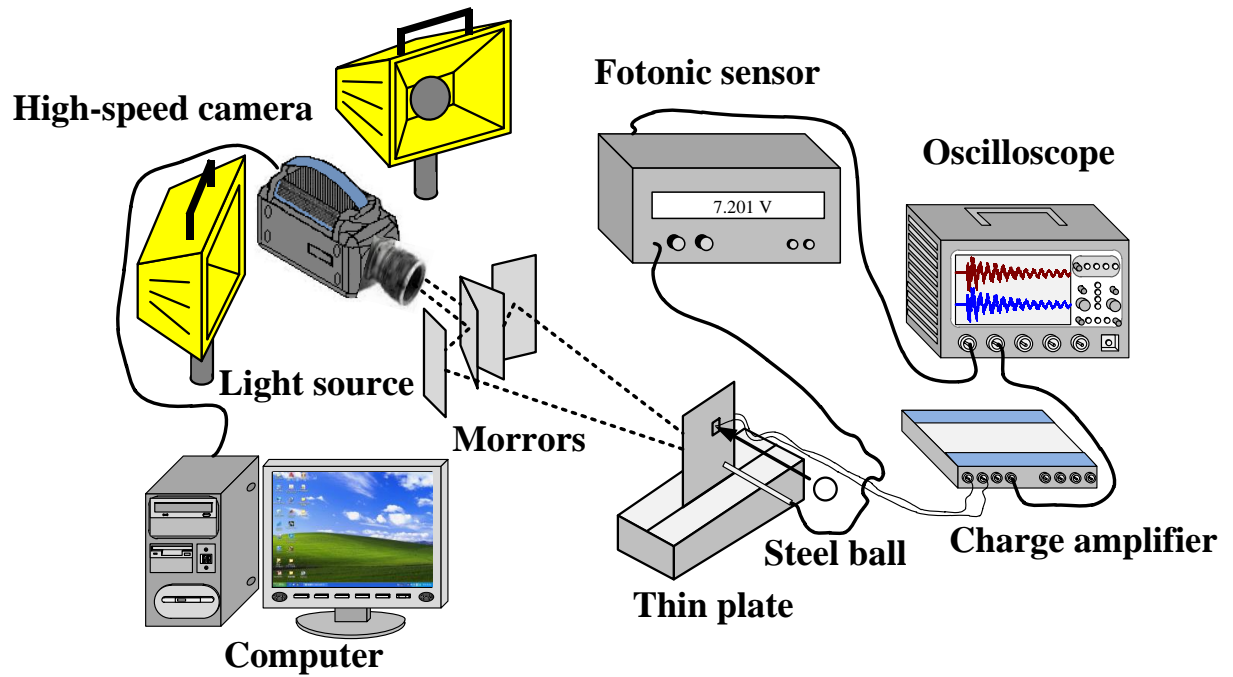 Fotonic sensor
High-speed camera
Oscilloscope
7.201 V
Light source
Morrors
Steel ball
Charge amplifier
Thin plate
Computer